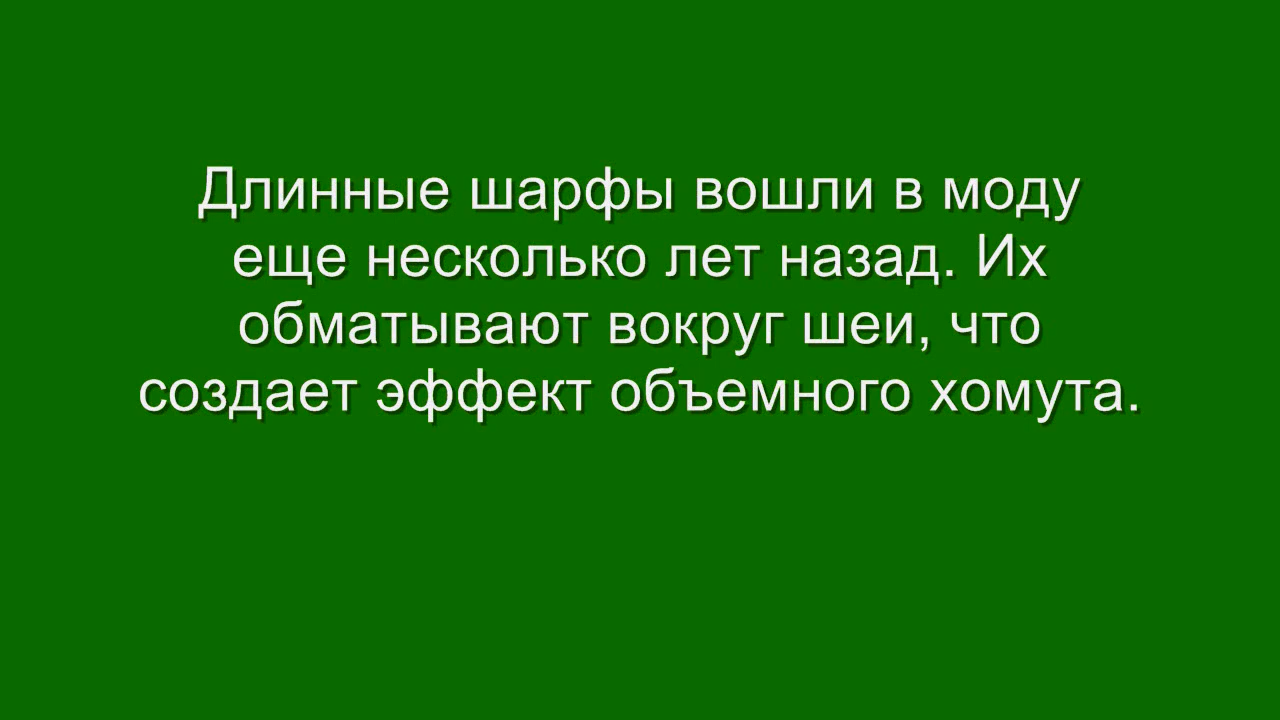 Длинные шарфы вошли в моду
еще несколько лет назад. Их
обматывают вокруг шеи, что
создает эффект объемного хомута.